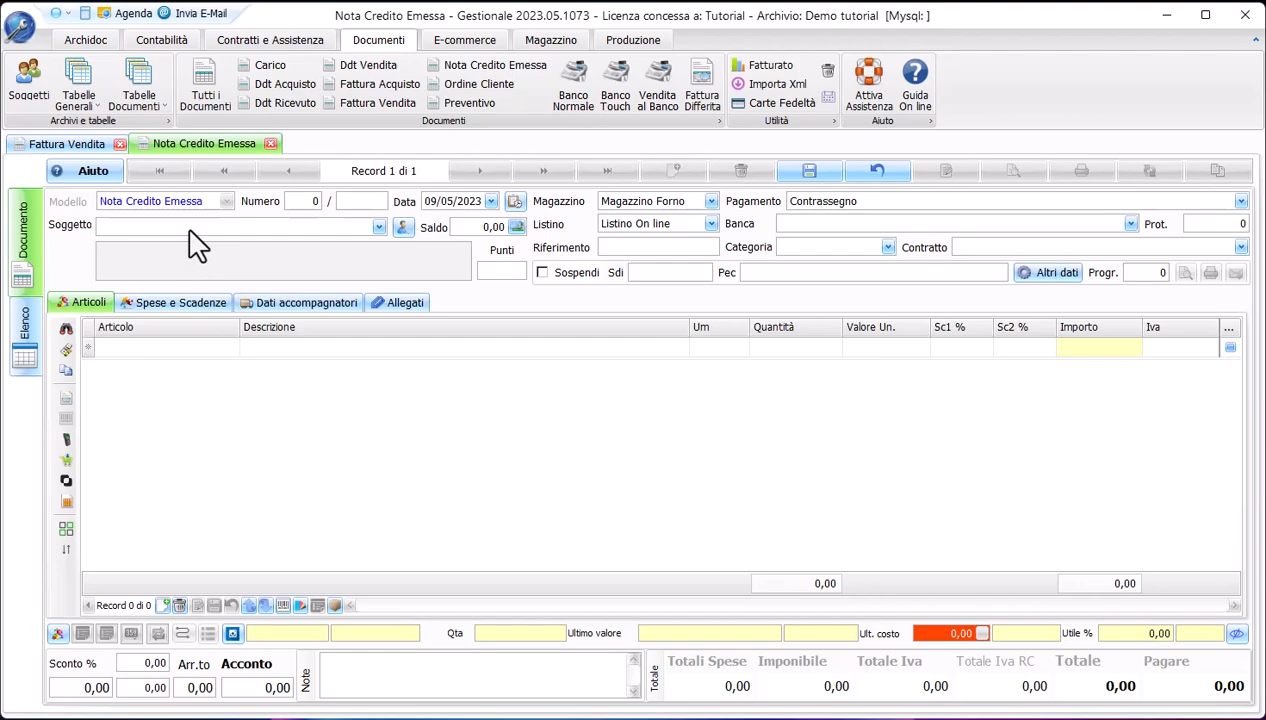 Agenda Invia E-Mail
Nota Credito Emessa - Gestionale 2023.05.1073 - Licenza concessa a: Tutorial - Archivio: Demo tutorial [Mysql: ]
Archidoc Contabilità Contratti e Assistenza Documenti E-commerce Magazzino Produzione
Soggetti
Tabelle Generali
Tabelle Documenti
Archivi e tabelle
Tutti i Documenti
Carico Ddt Vendita Nota Credito Emessa
Ddt Acquisto Fattura Acquisto Ordine Cliente
Ddt Ricevuto Fattura Vendita Preventivo
Banco Normale
Banco Touch
Vendita al Banco
Fattura Differita
Documenti
Fatturato
Importa Xml
Carte Fedeltà
Utilità
Attiva Assistenza
Guida On line
Aiuto
Fattura Vendita Nota Credito Emessa
Aiuto Record 1 di 1
Documento
Elenco
Modello Nota Credito Emessa Numero 0 / Data 09/05/2023 Magazzino Magazzino Forno Pagamento Contrassegno
Soggetto Saldo 0,00 Listino Listino On line Banca Prot. 0
Punti Riferimento Categoria Contratto
Sospendi Sdi Per Altri dati Progr. 0
Articoli Spese e Scadenze Dati accompagnatori Allegati
Articolo Descrizione Um Quantità Valore Un. Sc1 % Sc2 % Importo Iva ...
0,00 0,00
Record 0 di 0
Qta Ultimo valore Ult. costo 0,00 Utile % 0,00
Sconto % 0,00 Arr.to Acconto Note Totale Totali Spese Imponibile Totale Iva Totale Iva RC Totale Pagare
0,00 0,00 0,00 0,00 0,00 0,00 0,00 0,00 0,00 0,00